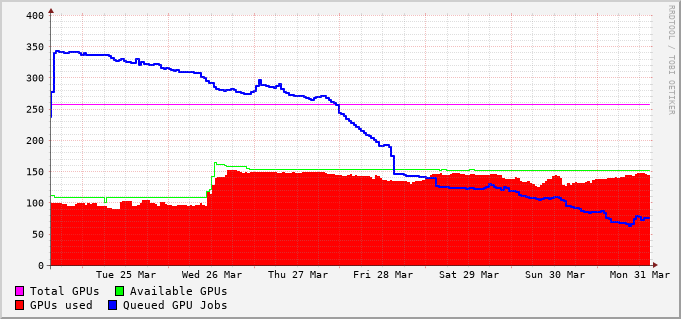 400
350
300
250
200
150
100
50
0
Tue 25 Mar Wed 26 Mar Thu 27 Mar Fri 28 Mar Sat 29 Mar Sun 30 Mar Mon 31 Mar
Total GPUs Available GPUs
GPUs used Queued GPU Jobs
RRDTOOL / TOBI OETIKER